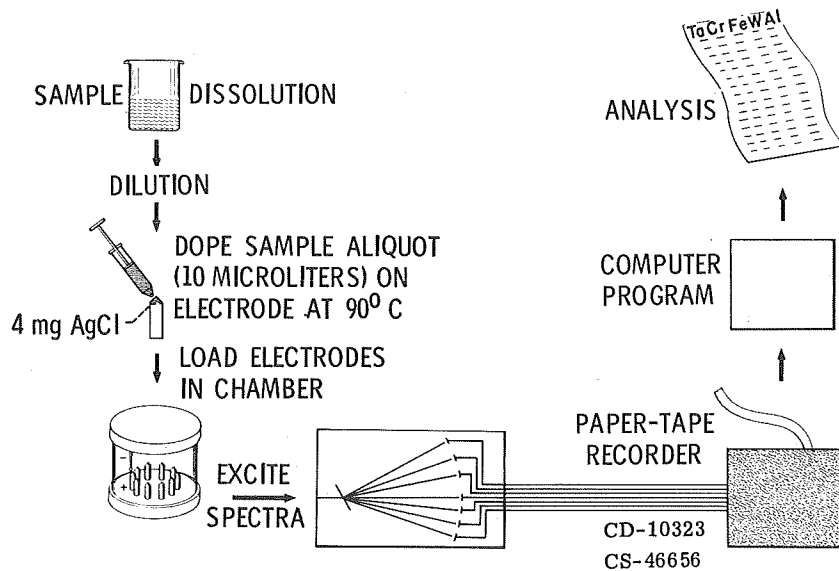 SAMPLE DISSOLUTION
DILUTION
DOPE SAMPLE ALIQUOT
(10 MICROLITERS) ON
ELECTRODE AT 90⁰ C
4 mg AgCl
LOAD ELECTRODES
IN CHAMBER
-
+
EXCITE
SPECTRA
PAPER-TAPE
RECORDER
CD-10323
CS-46656
COMPUTER
PROGRAM
ANALYSIS
TaCrFeWAl